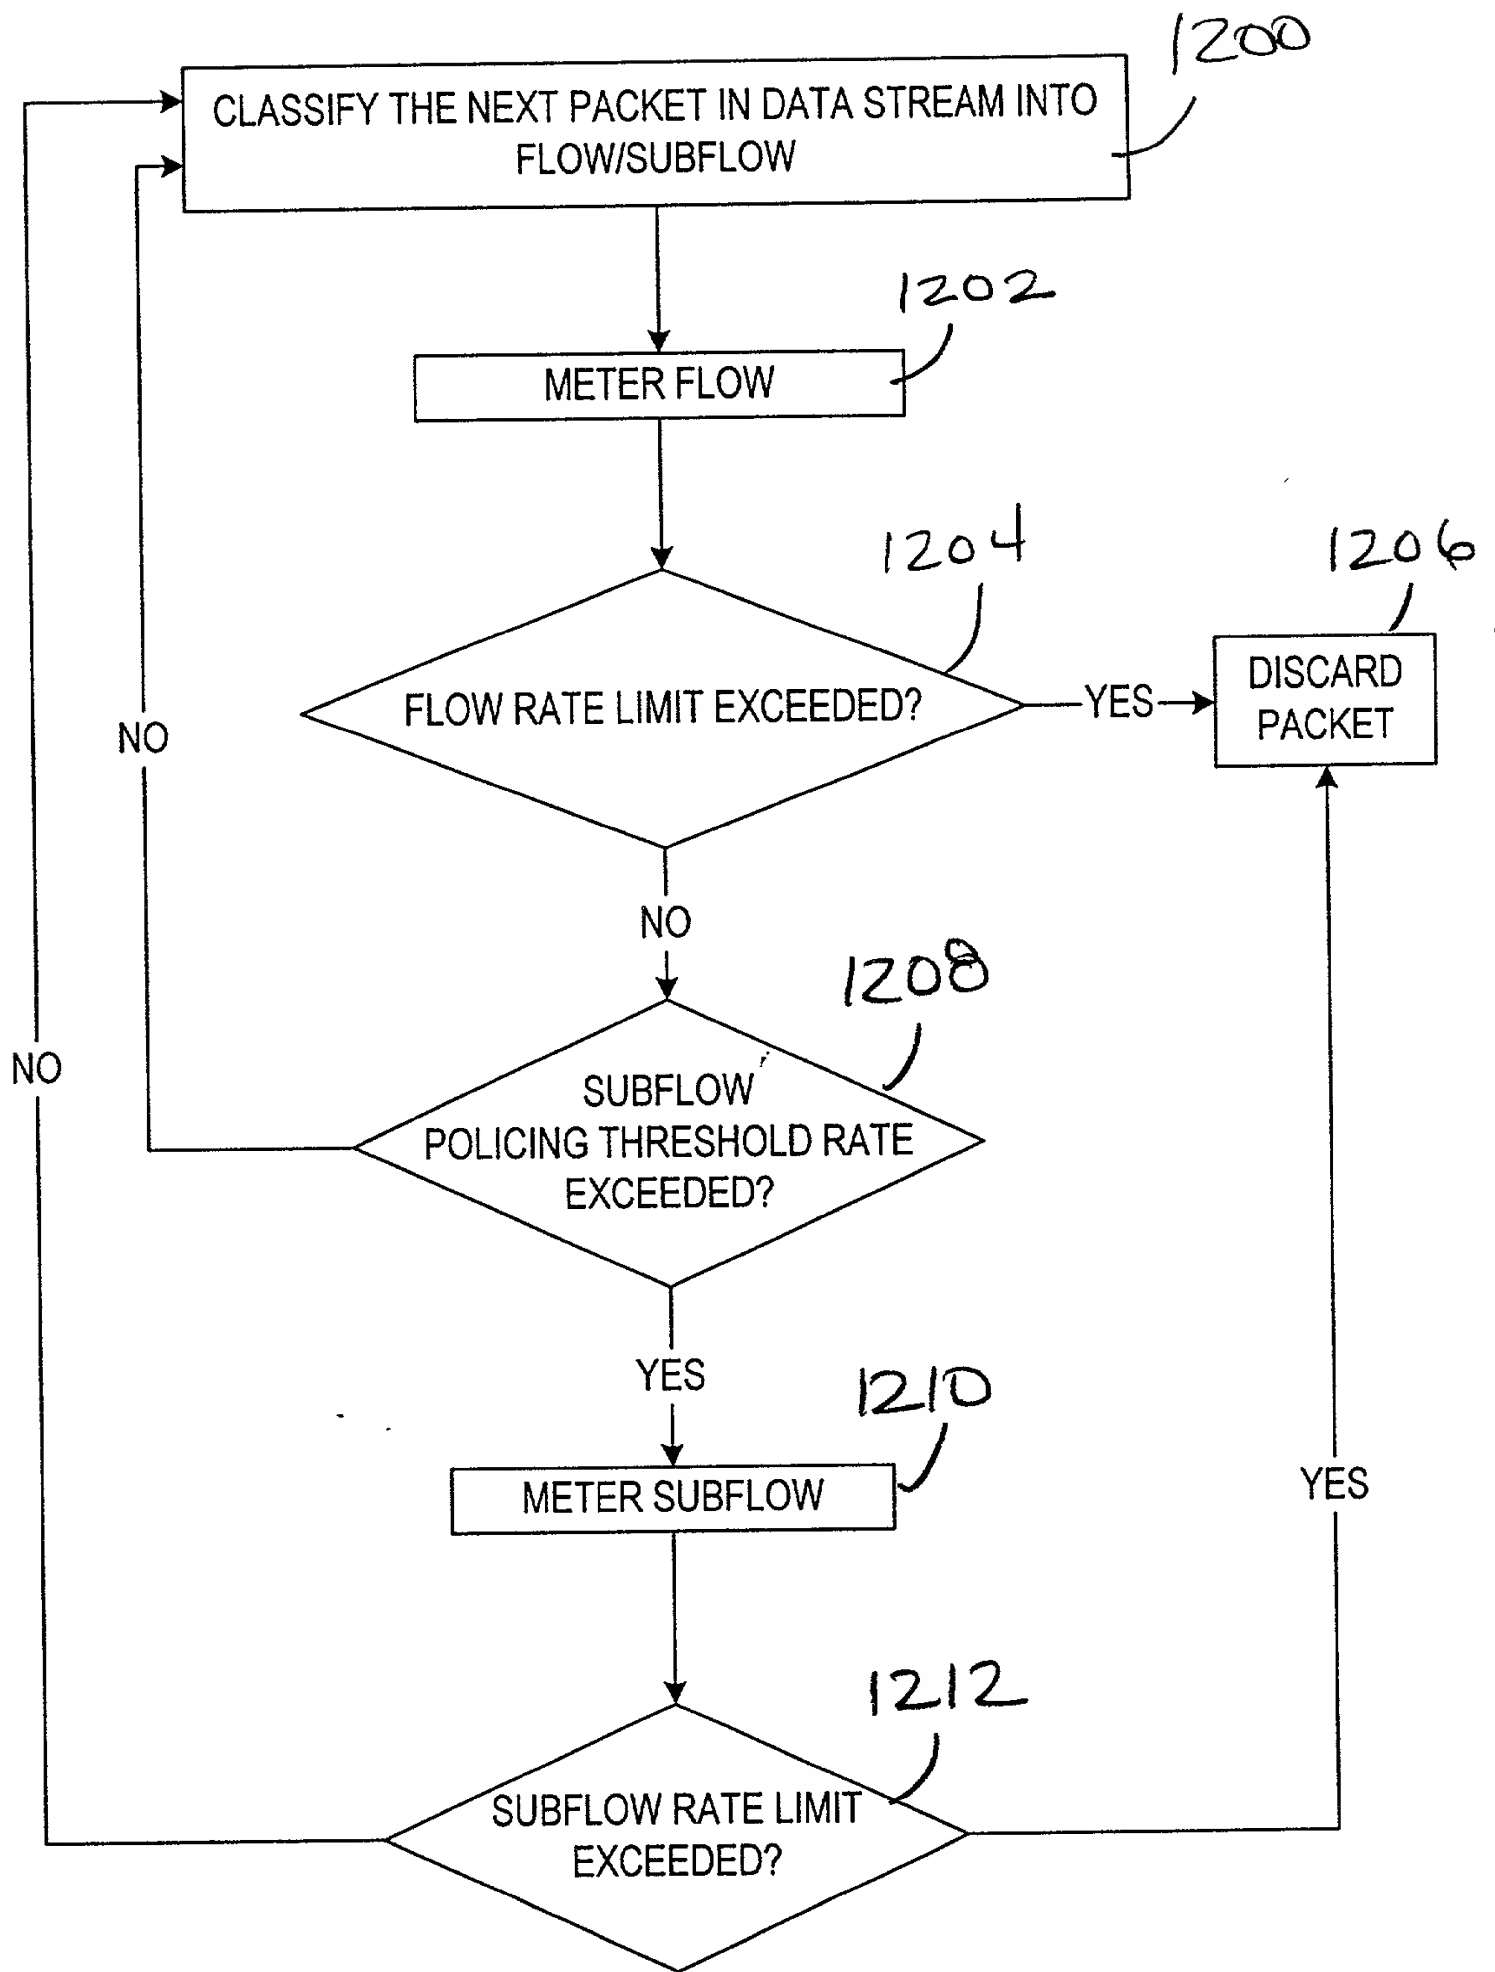 1200
CLASSIFY THE NEXT PACKET IN DATA STREAM INTO
FLOW/SUBFLOW
1202
METER FLOW
1204
1206
FLOW RATE LIMIT EXCEEDED?
YES
DISCARD
PACKET
NO
NO
1208
NO
SUBFLOW
POLICING THRESHOLD RATE
EXCEEDED?
YES
1210
METER SUBFLOW
YES
1212
SUBFLOW RATE LIMIT
EXCEEDED?